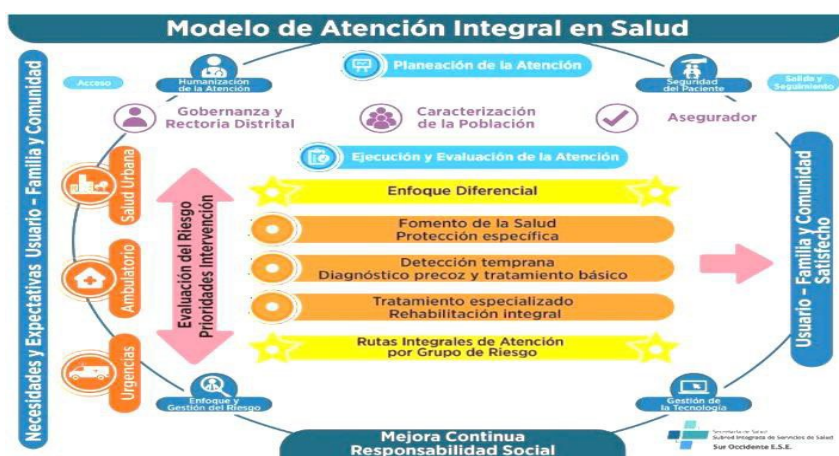 Modelo de Atención Integral en Salud
Necesidades y Expectativas Usuario – Familia y Comunidad
Acceso
Humanización
de la Atención
Planeación de la Atención
Seguridad
del Paciente
Salida y
Seguimiento
Gobernanza y
Rectoria Distrital
Caracterización
de la Población
Asegurador
Ejecución y Evaluación de la Atención
Salud Urbana
Ambulatorio
Urgencias
Evaluación del Riesgo
Prioridades Intervención
Enfoque Diferencial
Fomento de la Salud
Protección específica
Detección temprana
Diagnóstico precoz y tratamiento básico
Tratamiento especializado
Rehabilitación integral
Rutas Integrales de Atención
por Grupo de Riesgo
Usuario – Familia y Comunidad
Satisfecho
Enfoque y
Gestión del Riesgo
Gestión de
la Tecnología
Mejora Continua
Responsabilidad Social
Secretaría de Salud
Subred Integrada de Servicios de Salud
Sur Occidente E.S.E.